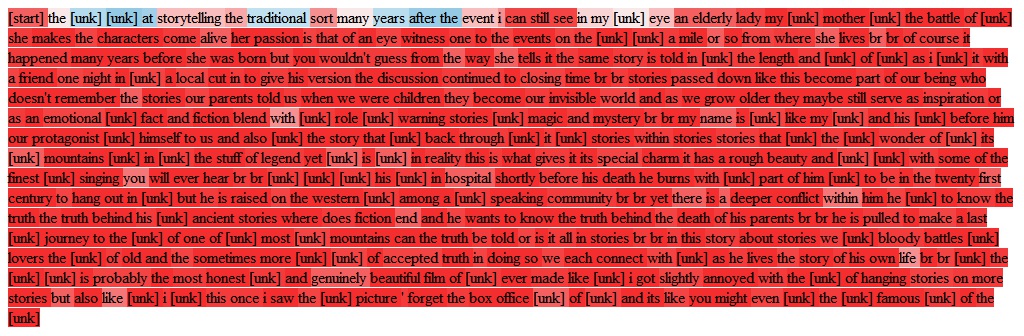 [start] the [unk] [unk] at storytelling the traditional sort many years after the event i can still see in my [unk] eye an elderly lady my [unk] mother [unk] the battle of [unk]
she makes the characters come alive her passion is that of an eye witness one to the events on the [unk] [unk] a mile or so from where she lives br br of course it
happened many years before she was born but you wouldn't guess from the way she tells it the same story is told in [unk] the length and [unk] of [unk] as i [unk] it with
a friend one night in [unk] a local cut in to give his version the discussion continued to closing time br br stories passed down like this become part of our being who
doesn't remember the stories our parents told us when we were children they become our invisible world and as we grow older they maybe still serve as inspiration or
as an emotional [unk] fact and fiction blend with [unk] role [unk] warning stories [unk] magic and mystery br br my name is [unk] like my [unk] and his [unk] before him
our protagonist [unk] himself to us and also [unk] the story that [unk] back through [unk] it [unk] stories within stories stories that [unk] the [unk] wonder of [unk] its
[unk] mountains [unk] in [unk] the stuff of legend yet [unk] is [unk] in reality this is what gives it its special charm it has a rough beauty and [unk] [unk] with some of the
finest [unk] singing you will ever hear br br [unk] [unk] [unk] his [unk] in hospital shortly before his death he burns with [unk] part of him [unk] to be in the twenty first
century to hang out in [unk] but he is raised on the western [unk] among a [unk] speaking community br br yet there is a deeper conflict within him he [unk] to know the
truth the truth behind his [unk] ancient stories where does fiction end and he wants to know the truth behind the death of his parents br br he is pulled to make a last
[unk] journey to the [unk] of one of [unk] most [unk] mountains can the truth be told or is it all in stories br br in this story about stories we [unk] bloody battles [unk]
lovers the [unk] of old and the sometimes more [unk] [unk] of accepted truth in doing so we each connect with [unk] as he lives the story of his own life br br [unk] the
[unk] [unk] is probably the most honest [unk] and genuinely beautiful film of [unk] ever made like [unk] i got slightly annoyed with the [unk] of hanging stories on more
stories but also like [unk] i [unk] this once i saw the [unk] picture ' forget the box office [unk] of [unk] and its like you might even [unk] the [unk] famous [unk] of the
[unk]